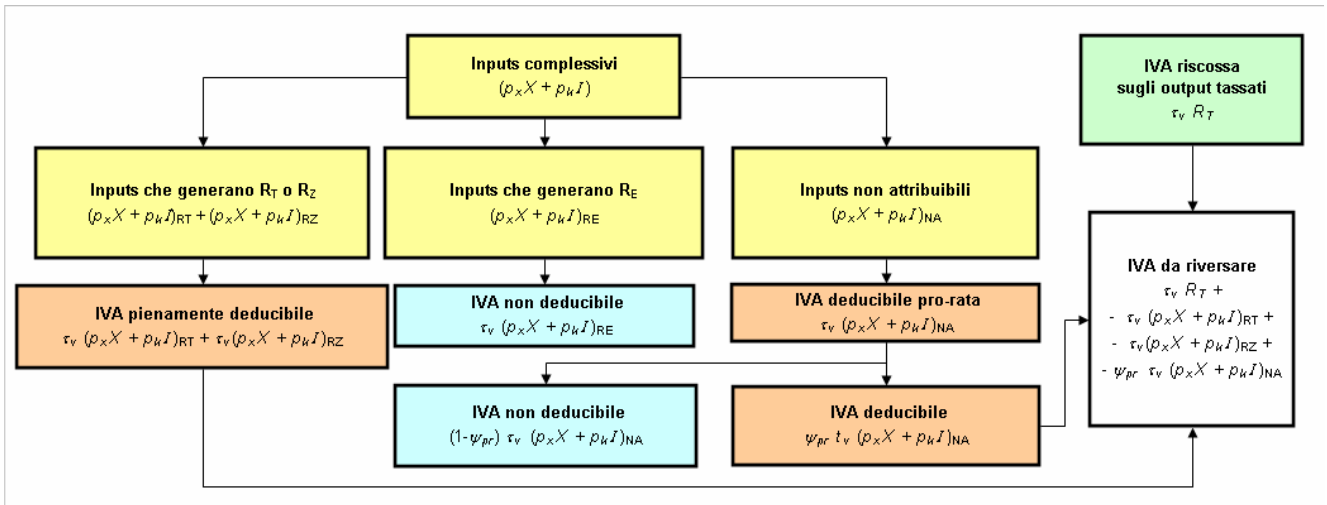 Inputs complessivi
(pₓX + pₖI)
IVA riscossa
sugli output tassati
τᵥ R_T
Inputs che generano R_T o R_Z
(pₓX + pₖI)_RT + (pₓX + pₖI)_RZ
Inputs che generano R_E
(pₓX + pₖI)_RE
Inputs non attribuibili
(pₓX + pₖI)_NA
IVA pienamente deducibile
τᵥ (pₓX + pₖI)_RT + τᵥ(pₓX + pₖI)_RZ
IVA non deducibile
τᵥ (pₓX + pₖI)_RE
IVA deducibile pro-rata
τᵥ (pₓX + pₖI)_NA
IVA non deducibile
(1-ψ_pr) τᵥ (pₓX + pₖI)_NA
IVA deducibile
ψ_pr tᵥ (pₓX + pₖI)_NA
IVA da riversare
τᵥ R_T +
- τᵥ (pₓX + pₖI)_RT +
- τᵥ(pₓX + pₖI)_RZ +
- ψ_pr τᵥ (pₓX + pₖI)_NA